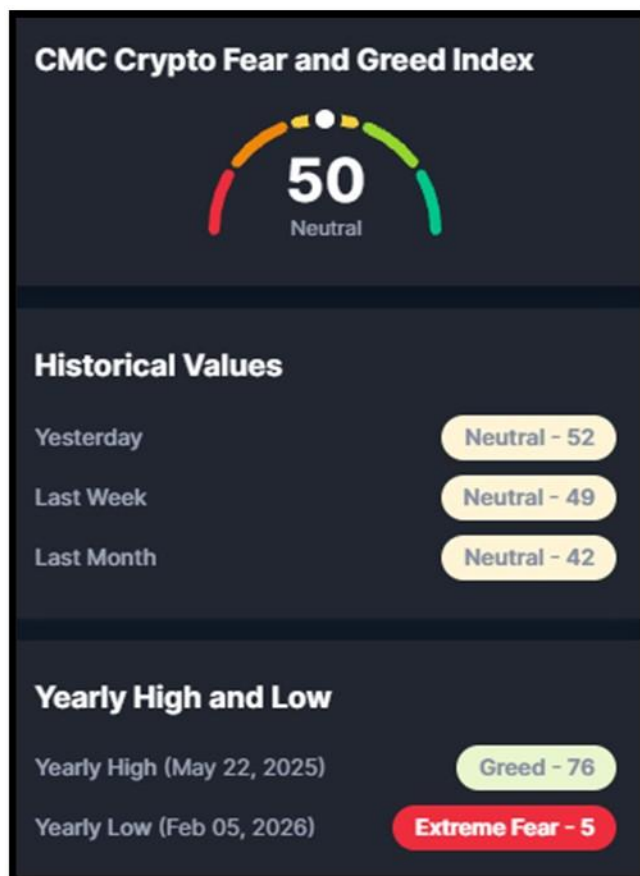 CMC Crypto Fear and Greed Index
50
Neutral
Historical Values
Yesterday Neutral - 52
Last Week Neutral - 49
Last Month Neutral - 42
Yearly High and Low
Yearly High (May 22, 2025) Greed - 76
Yearly Low (Feb 05, 2026) Extreme Fear - 5